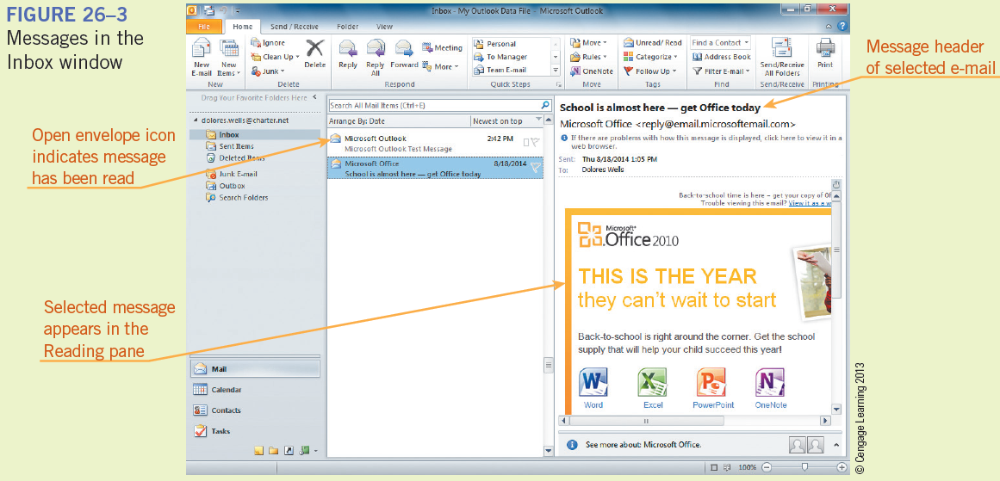 FIGURE 26–3
Messages in the
Inbox window
Inbox - My Outlook Data File - Microsoft Outlook
File Home Send / Receive Folder View
Ignore
Clean Up
Junk
New
E-mail
New
Items
Delete
Reply
Reply
All
Forward
Meeting
More
Personal
To Manager
Team E-mail
Move
Rules
OneNote
Unread/ Read
Categorize
Follow Up
Find a Contact
Address Book
Filter E-mail
Send/Receive
All Folders
Print
New Delete Respond Quick Steps Move Tags Find Send/Receive Printing
Message header
of selected e-mail
Drag Your Favorite Folders Here
dolores.wells@charter.net
Inbox
Sent Items
Deleted Items
Junk E-mail
Outbox
Search Folders
Open envelope icon
indicates message
has been read
Search All Mail Items (Ctrl+E)
Arrange By: Date Newest on top
Microsoft Outlook 2:42 PM
Microsoft Outlook Test Message
Microsoft Office 8/18/2014
School is almost here — get Office today
School is almost here — get Office today
Microsoft Office <reply@email.microsoftemail.com>
If there are problems with how this message is displayed, click here to view it in a
web browser.
Sent: Thu 8/18/2014 1:05 PM
To: Dolores Wells
Back-to-school time is here – get your copy of
Trouble viewing this email? View it as a w
Microsoft®
Office 2010
THIS IS THE YEAR
they can't wait to start
Back-to-school is right around the corner. Get the school
supply that will help your child succeed this year!
Word Excel PowerPoint OneNote
Selected message
appears in the
Reading pane
Mail
Calendar
Contacts
Tasks
See more about: Microsoft Office.
100%
© Cengage Learning 2013